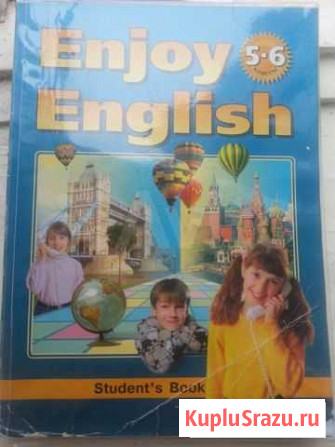 Enjoy
5-6
English
Student's Book
KupluSrazu.ru